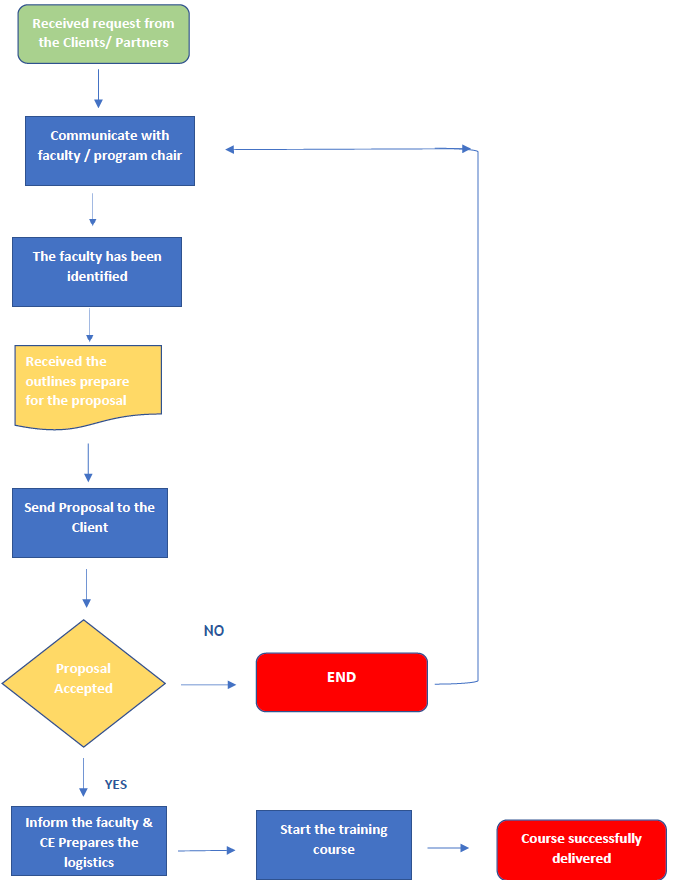 Received request from
the Clients/ Partners
Communicate with
faculty / program chair
The faculty has been
identified
Received the
outlines prepare
for the proposal
Send Proposal to the
Client
Proposal
Accepted
NO
END
YES
Inform the faculty &
CE Prepares the
logistics
Start the training
course
Course successfully
delivered